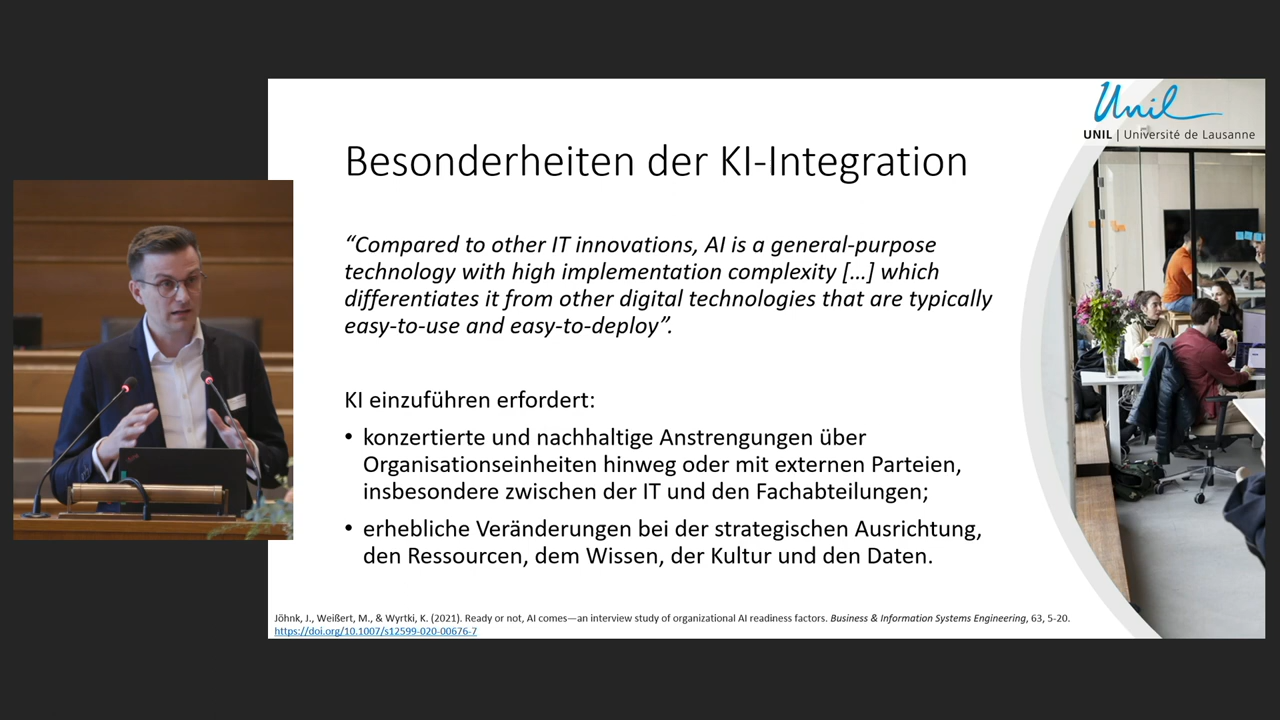 Unil
UNIL | Université de Lausanne
Besonderheiten der KI-Integration
“Compared to other IT innovations, AI is a general-purpose
technology with high implementation complexity […] which
differentiates it from other digital technologies that are typically
easy-to-use and easy-to-deploy”.
KI einzuführen erfordert:
• konzertierte und nachhaltige Anstrengungen über
Organisationseinheiten hinweg oder mit externen Parteien,
insbesondere zwischen der IT und den Fachabteilungen;
• erhebliche Veränderungen bei der strategischen Ausrichtung,
den Ressourcen, dem Wissen, der Kultur und den Daten.
Jöhnk, J., Weißert, M., & Wyrtki, K. (2021). Ready or not, AI comes—an interview study of organizational AI readiness factors. Business & Information Systems Engineering, 63, 5-20.
https://doi.org/10.1007/s12599-020-00676-7